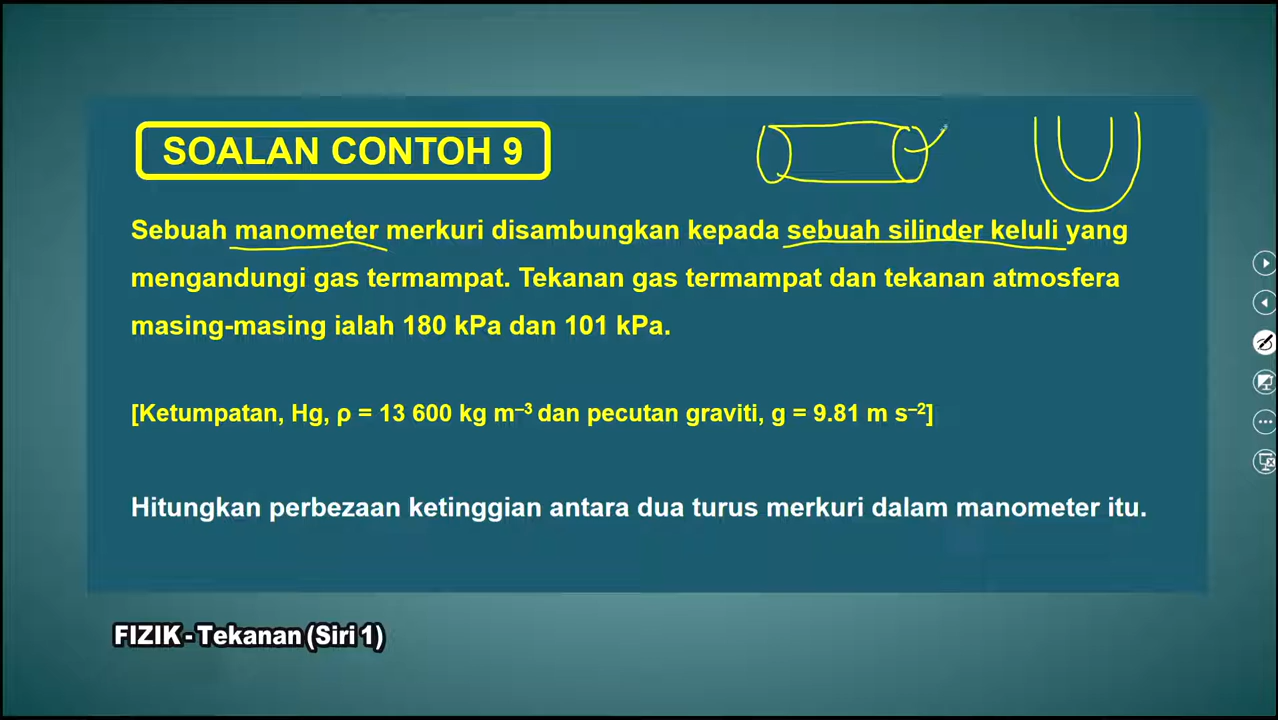 SOALAN CONTOH 9
Sebuah manometer merkuri disambungkan kepada sebuah silinder keluli yang
mengandungi gas termampat. Tekanan gas termampat dan tekanan atmosfera
masing-masing ialah 180 kPa dan 101 kPa.
[Ketumpatan, Hg, ρ = 13 600 kg m⁻³ dan pecutan graviti, g = 9.81 m s⁻²]
Hitungkan perbezaan ketinggian antara dua turus merkuri dalam manometer itu.
FIZIK - Tekanan (Siri 1)